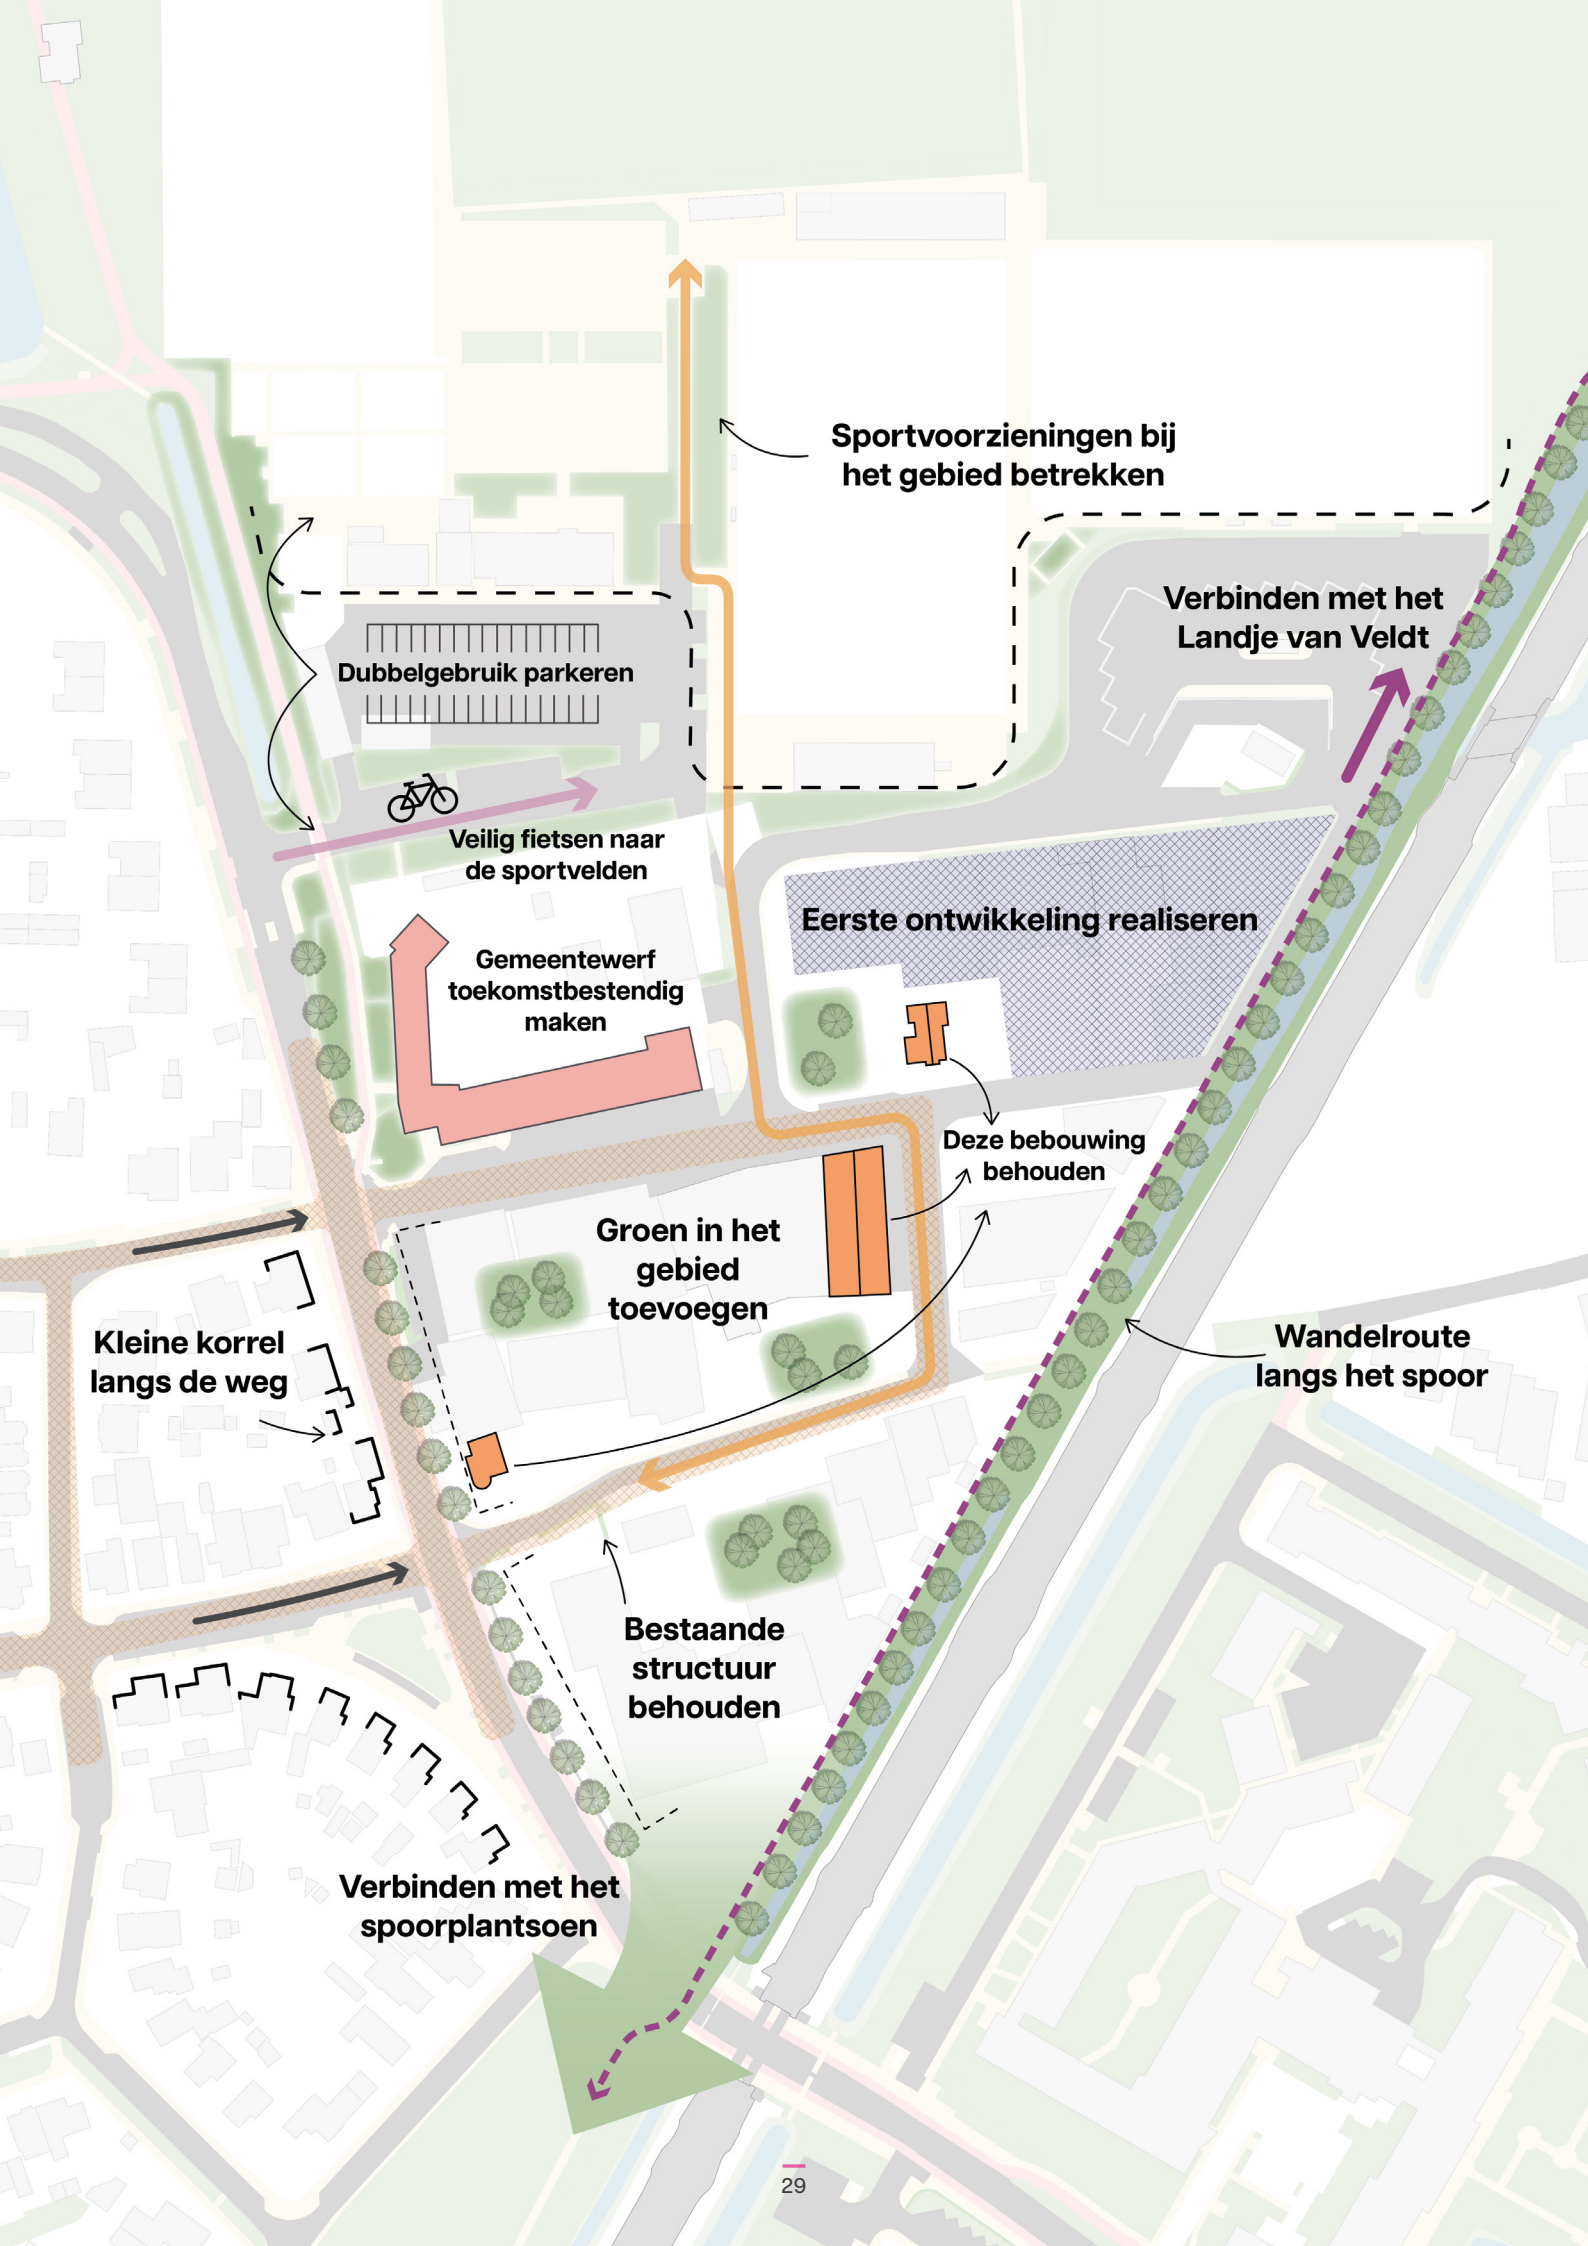 Sportvoorzieningen bij
het gebied betrekken
Verbinden met het
Landje van Veldt
Dubbelgebruik parkeren
Veilig fietsen naar
de sportvelden
Eerste ontwikkeling realiseren
Gemeentewerf
toekomstbestendig
maken
Deze bebouwing
behouden
Groen in het
gebied
toevoegen
Kleine korrel
langs de weg
Wandelroute
langs het spoor
Bestaande
structuur
behouden
Verbinden met het
spoorplantsoen
29